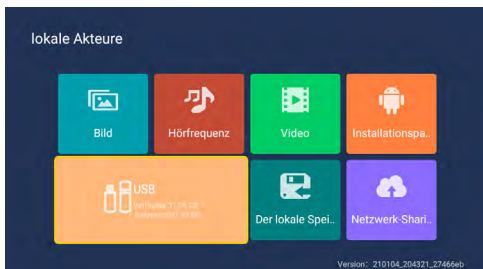 lokale Akteure
Bild
Hörfrequenz
Video
Installationspa..
USB
Der lokale Spei..
Netzwerk-Shari..
Version: 210104_204321_27466eb